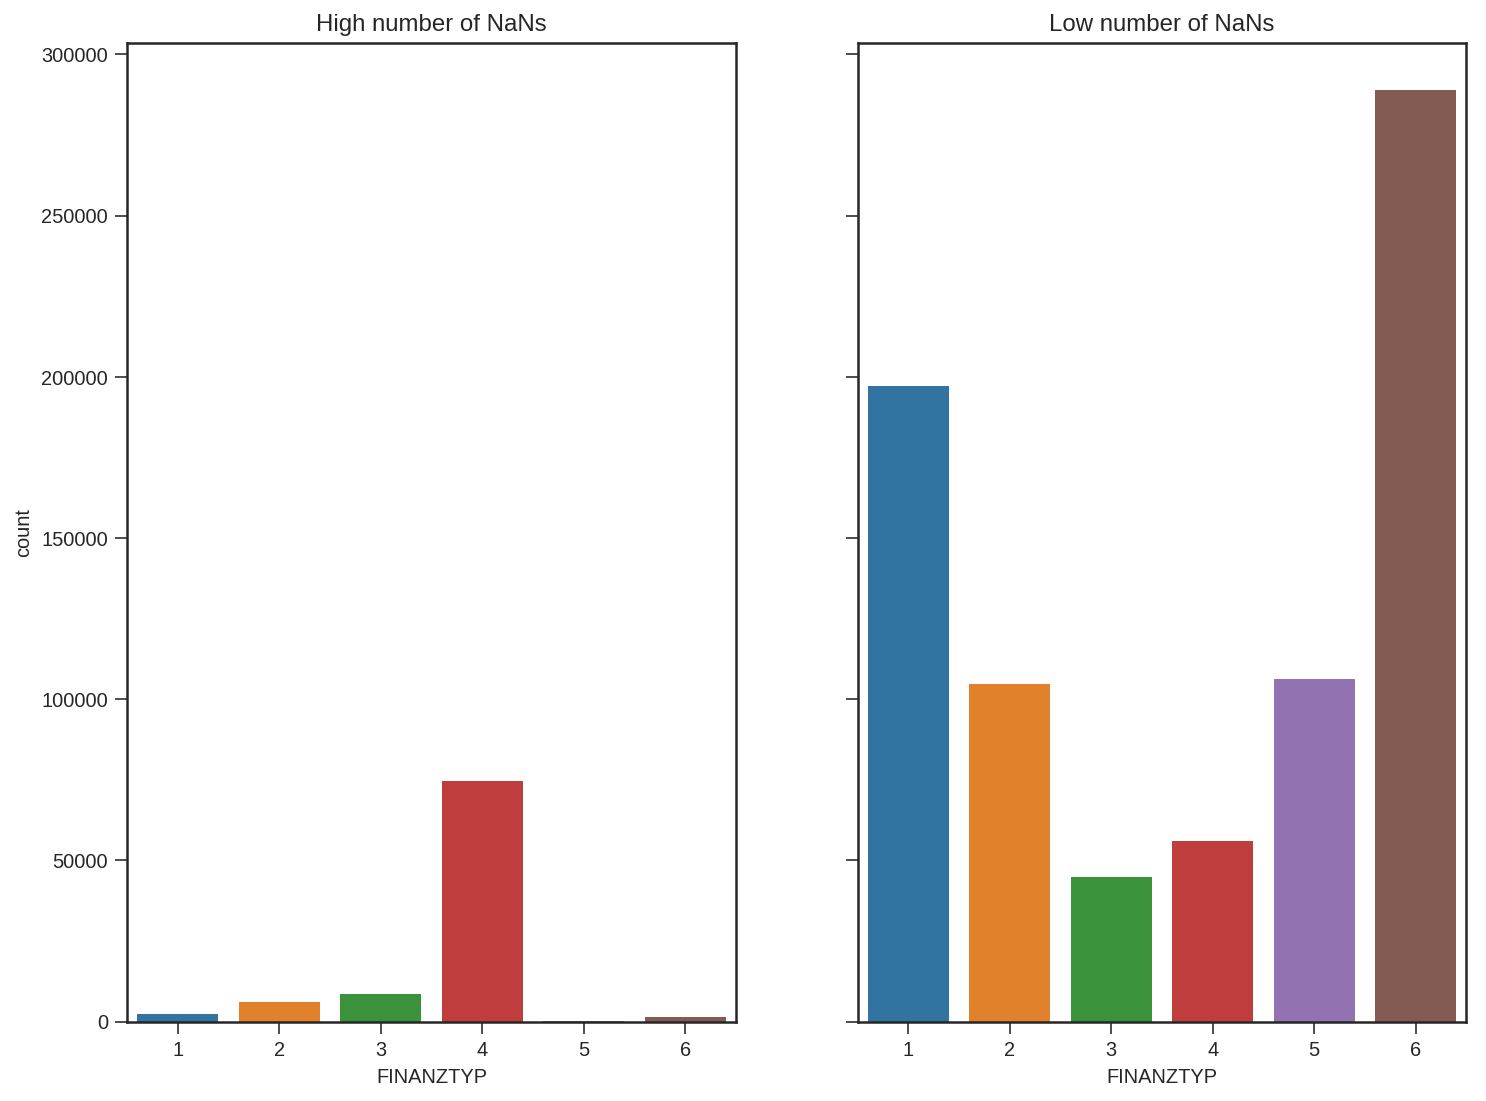 High number of NaNs
Low number of NaNs
300000
250000
200000
150000
100000
50000
0
count
1 2 3 4 5 6
FINANZTYP
1 2 3 4 5 6
FINANZTYP